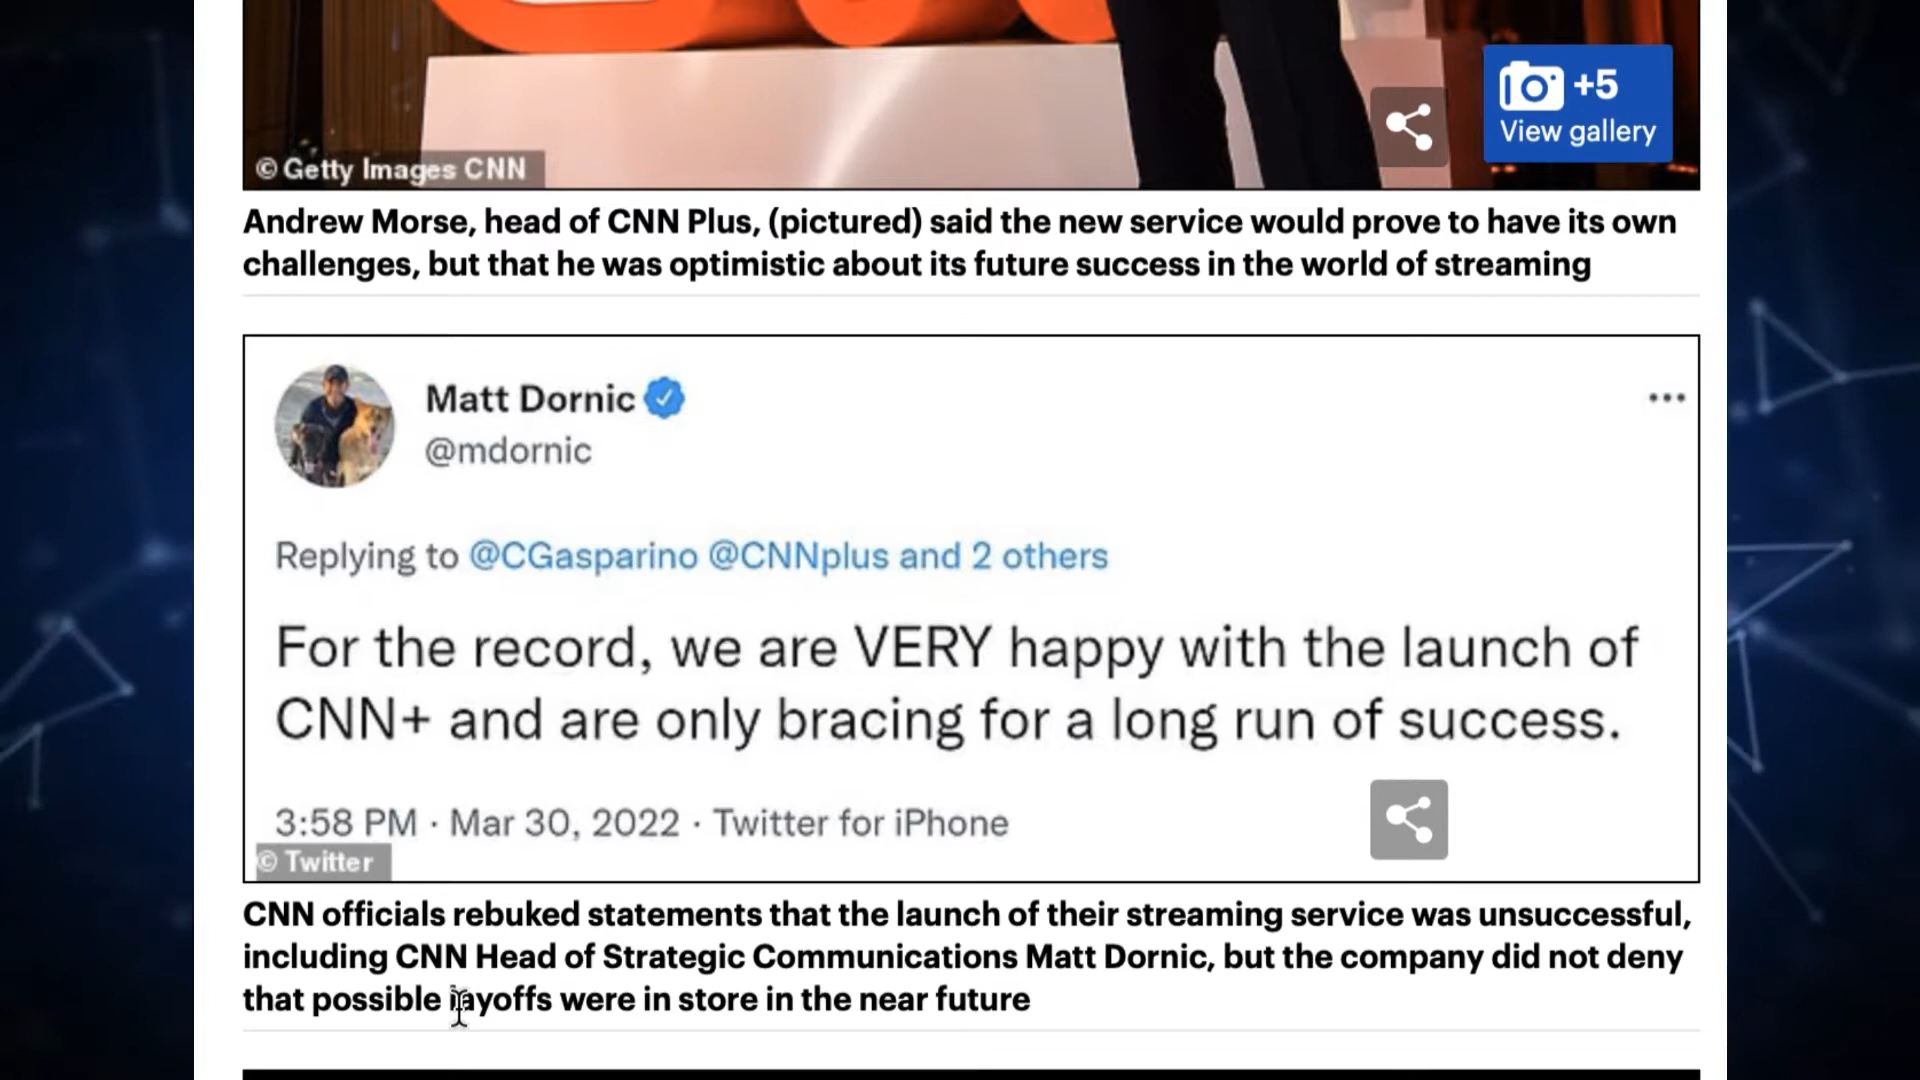 +5
View gallery
© Getty Images CNN
Andrew Morse, head of CNN Plus, (pictured) said the new service would prove to have its own
challenges, but that he was optimistic about its future success in the world of streaming
Matt Dornic
@mdornic
Replying to @CGasparino @CNNplus and 2 others
For the record, we are VERY happy with the launch of
CNN+ and are only bracing for a long run of success.
3:58 PM · Mar 30, 2022 · Twitter for iPhone
© Twitter
CNN officials rebuked statements that the launch of their streaming service was unsuccessful,
including CNN Head of Strategic Communications Matt Dornic, but the company did not deny
that possible layoffs were in store in the near future